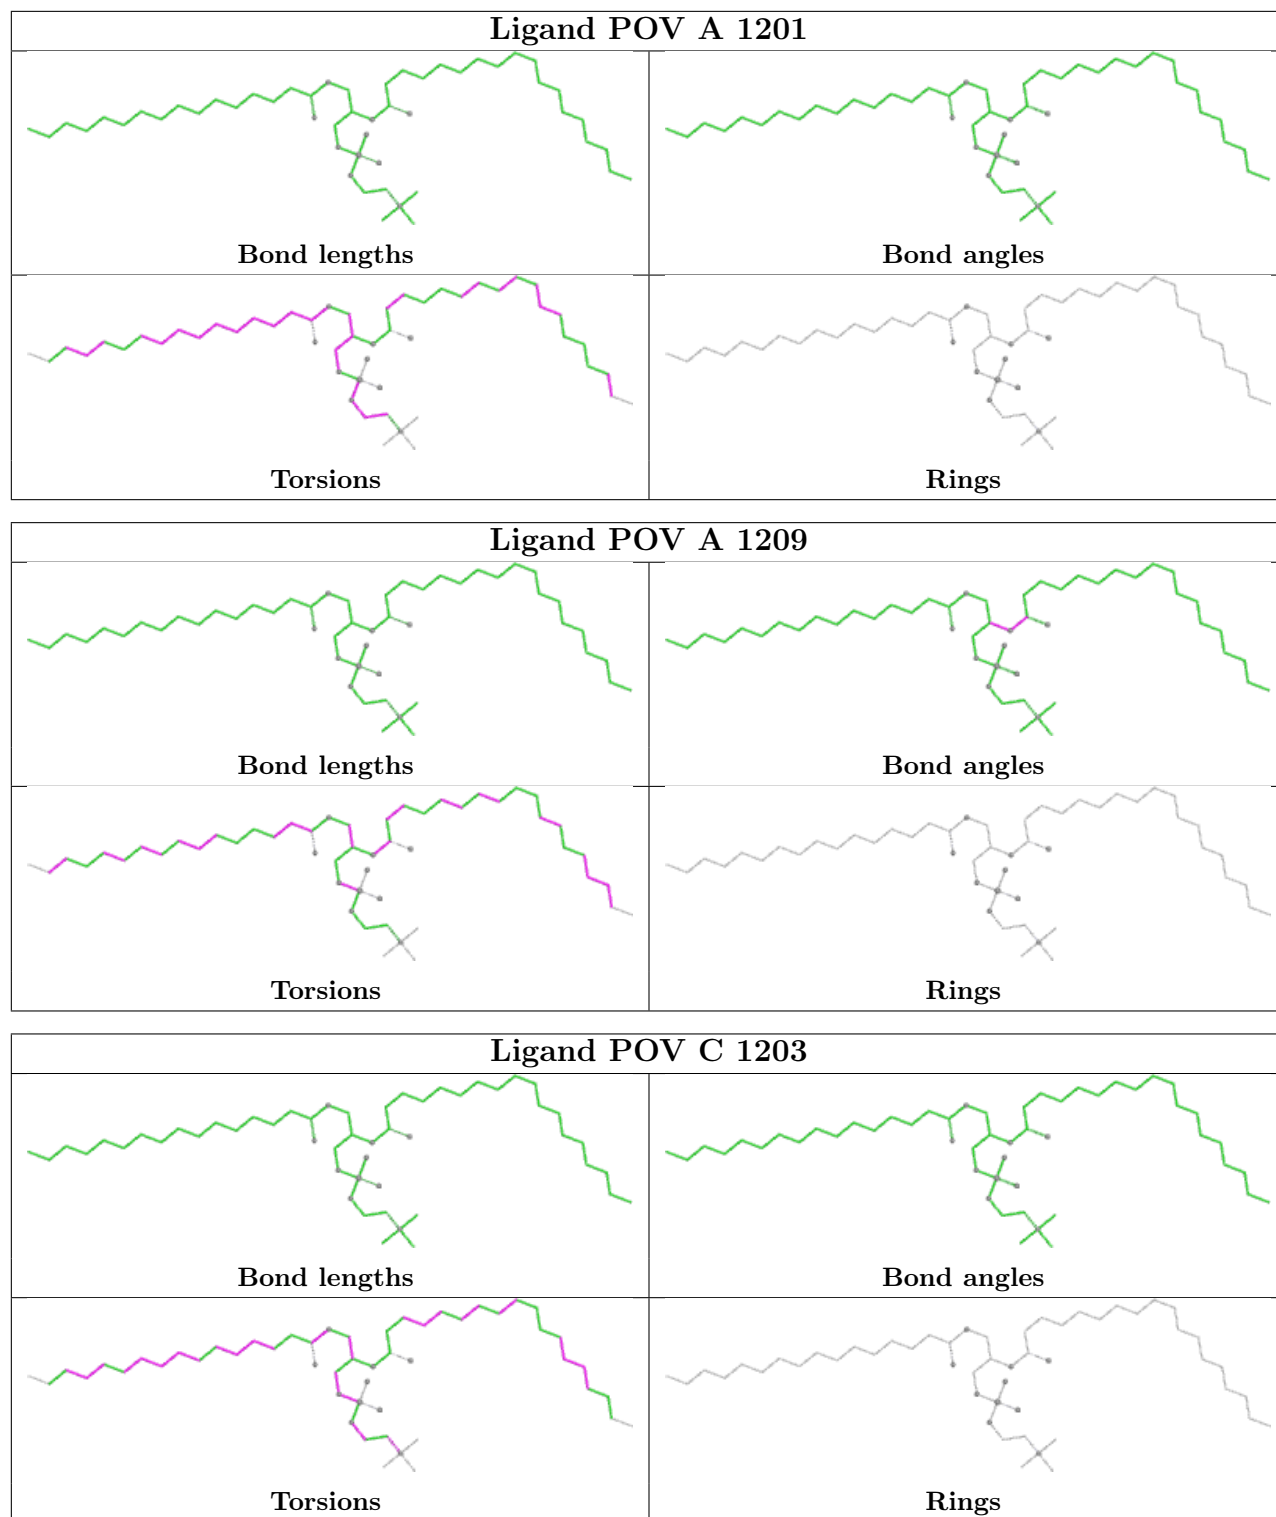 Ligand POV A 1201
Bond lengths
Bond angles
Torsions
Rings
Ligand POV A 1209
Bond lengths
Bond angles
Torsions
Rings
Ligand POV C 1203
Bond lengths
Bond angles
Torsions
Rings